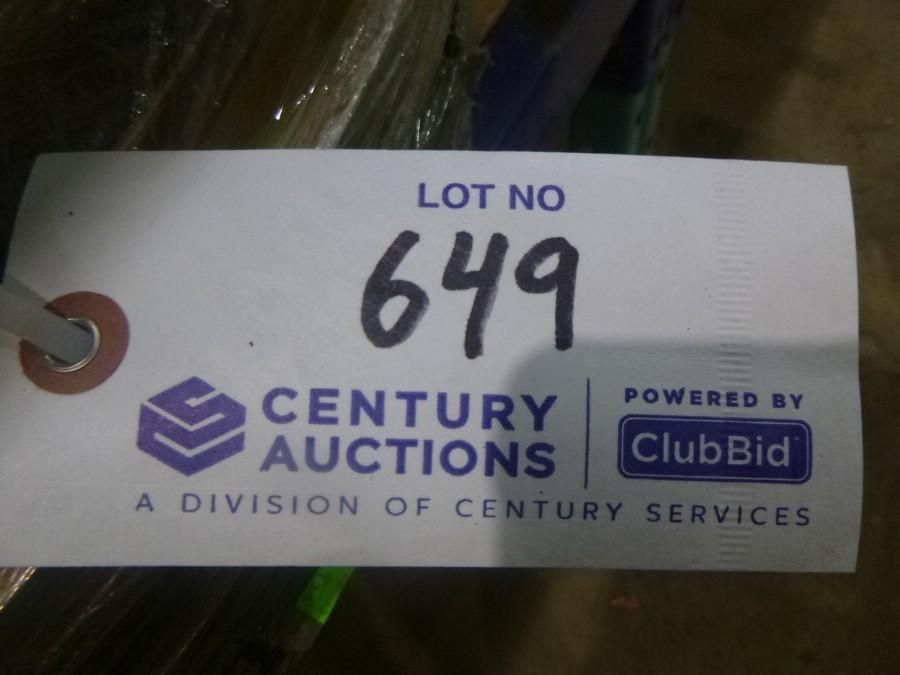 LOT NO
649
CENTURY
AUCTIONS
POWERED BY
ClubBid
A DIVISION OF CENTURY SERVICES